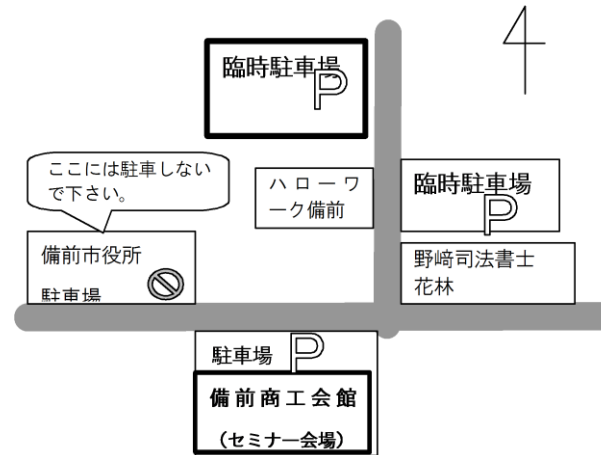 臨時駐車場
P
ここには駐車しない
で下さい。
ハローワ
ーク備前
臨時駐車場
P
備前市役所
駐車場
野﨑司法書士
花林
駐車場 P
備前商工会館
(セミナー会場)